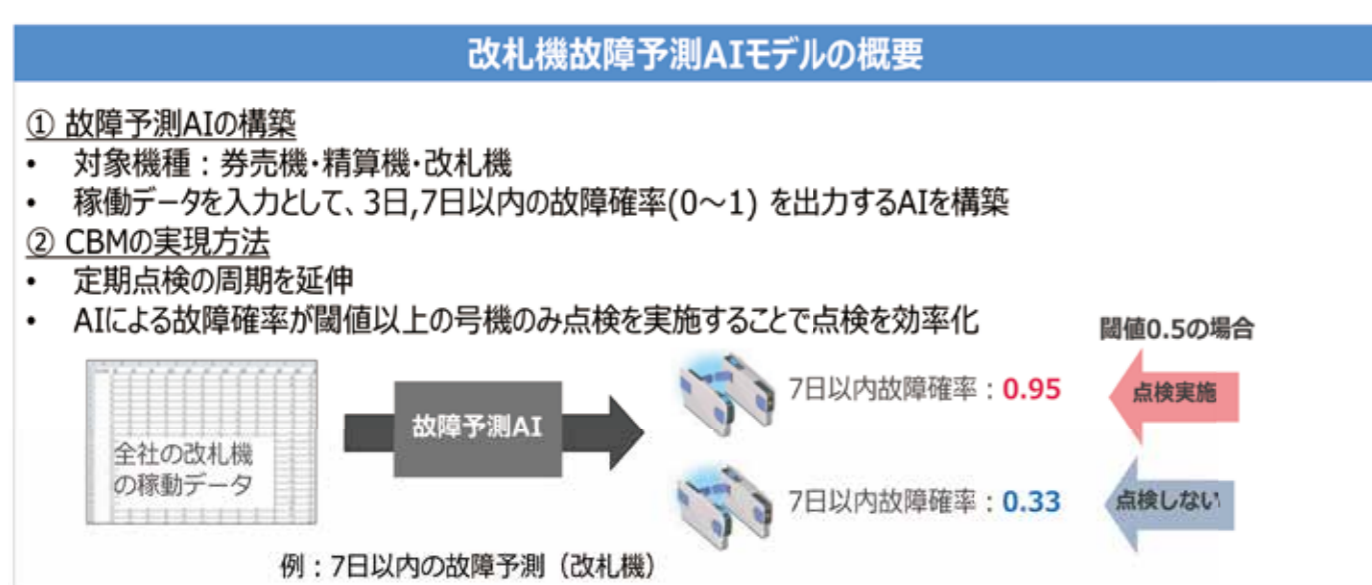 改札機故障予測AIモデルの概要
① 故障予測AIの構築
• 対象機種：券売機・精算機・改札機
• 稼働データを入力として、3日,7日以内の故障確率(0～1) を出力するAIを構築
② CBMの実現方法
• 定期点検の周期を延伸
• AIによる故障確率が閾値以上の号機のみ点検を実施することで点検を効率化
閾値0.5の場合
全社の改札機
の稼動データ
故障予測AI
7日以内故障確率：0.95
点検実施
7日以内故障確率：0.33
点検しない
例：7日以内の故障予測（改札機）